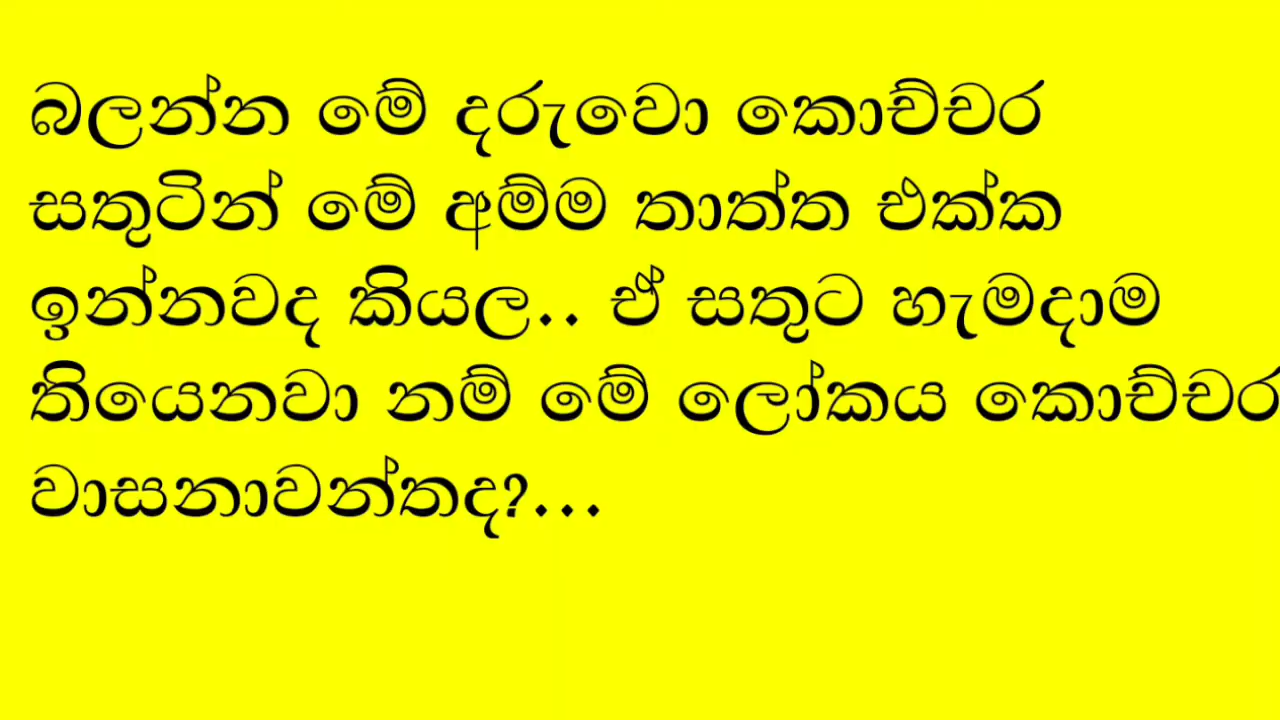 බලන්න මේ දරුවො කොච්චර
සතුටින් මේ අම්ම තාත්ත එක්ක
ඉන්නවද කියල.. ඒ සතුට හැමදාම
තියෙනවා නම් මේ ලෝකය කොච්චර
වාසනාවන්තද?...